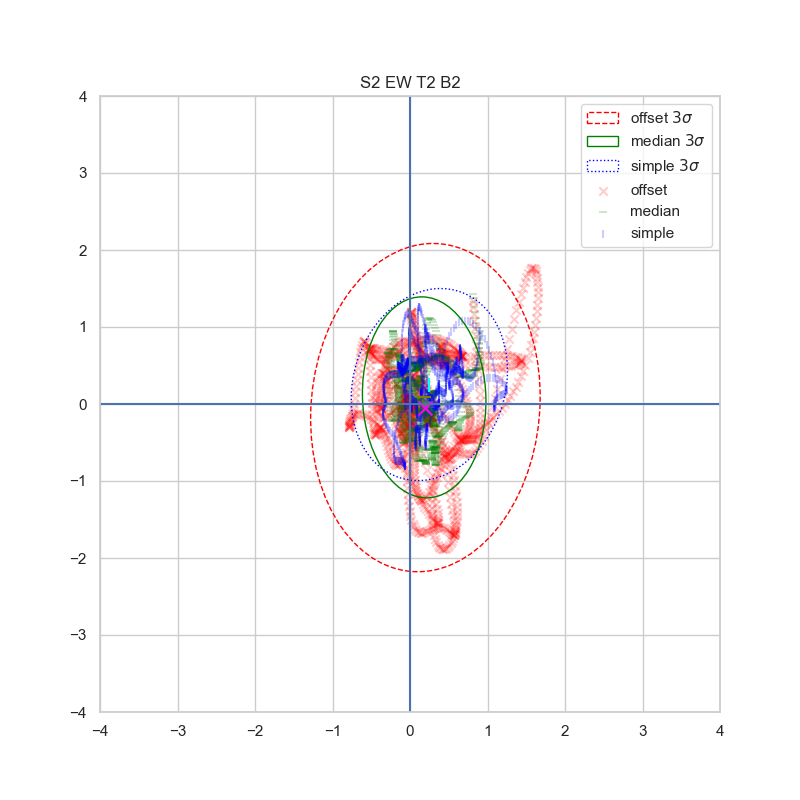 S2 EW T2 B2
offset 3σ
median 3σ
simple 3σ
offset
median
simple
4
3
2
1
0
−1
−2
−3
−4
−4 −3 −2 −1 0 1 2 3 4